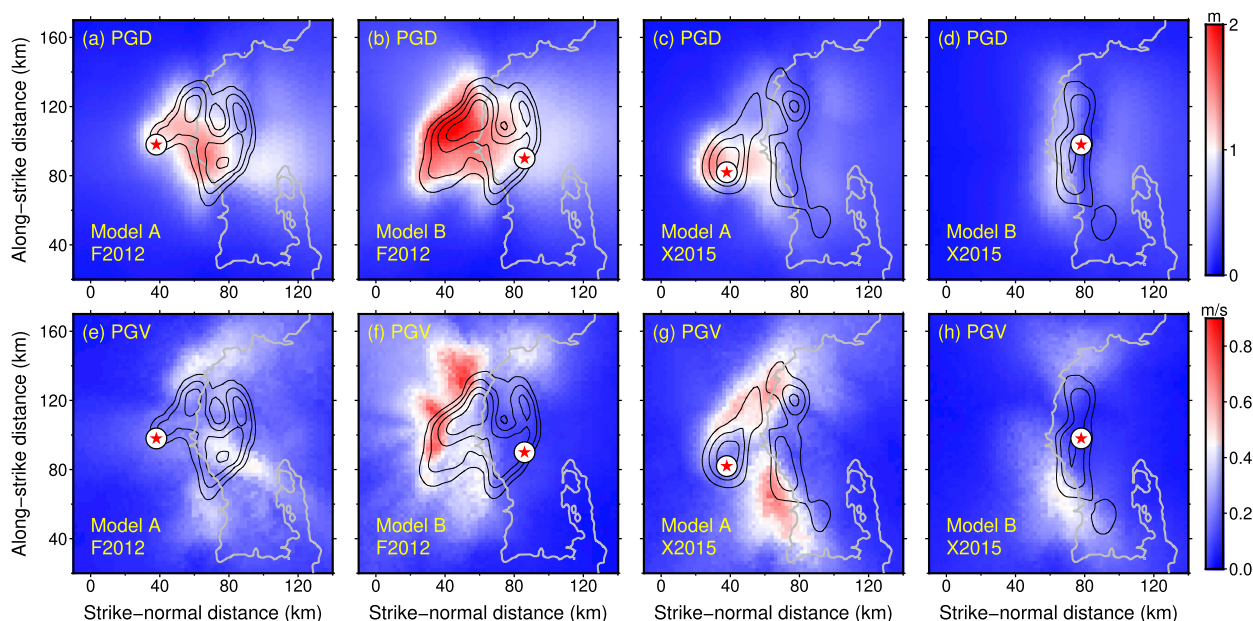 (a) PGD
(b) PGD
(c) PGD
(d) PGD
m
Along−strike distance (km)
160
120
80
40
Model A
F2012
Model B
F2012
Model A
X2015
Model B
X2015
2
1
0
0 40 80 120
0 40 80 120
0 40 80 120
0 40 80 120
(e) PGV
(f) PGV
(g) PGV
(h) PGV
m/s
Along−strike distance (km)
160
120
80
40
Model A
F2012
Model B
F2012
Model A
X2015
Model B
X2015
0.8
0.6
0.4
0.2
0.0
0 40 80 120
0 40 80 120
0 40 80 120
0 40 80 120
Strike−normal distance (km)
Strike−normal distance (km)
Strike−normal distance (km)
Strike−normal distance (km)